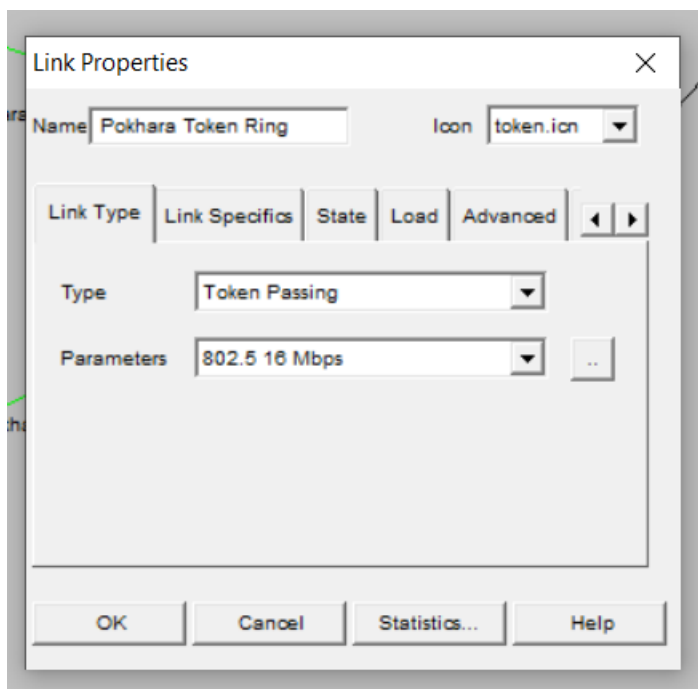 Link Properties
Name Pokhara Token Ring Icon token.icn
Link Type Link Specifics State Load Advanced
Type Token Passing
Parameters 802.5 16 Mbps ..
OK Cancel Statistics... Help